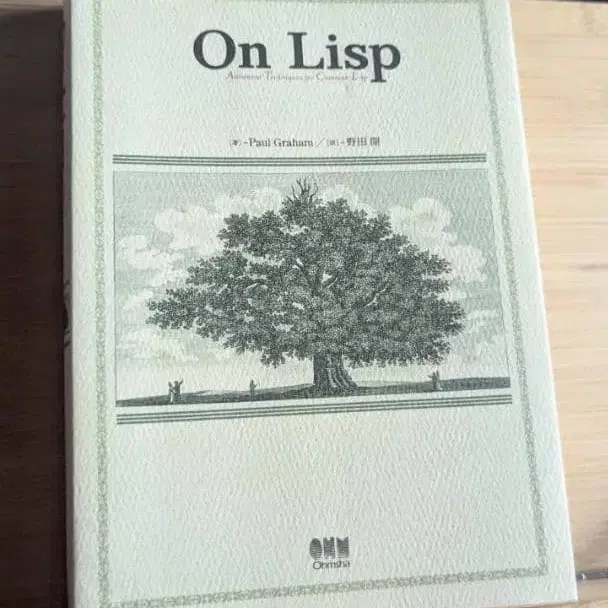 On Lisp
Advanced Techniques for Common Lisp
[著]-Paul Graham/[訳]-野田 開
OHM
Ohmsha